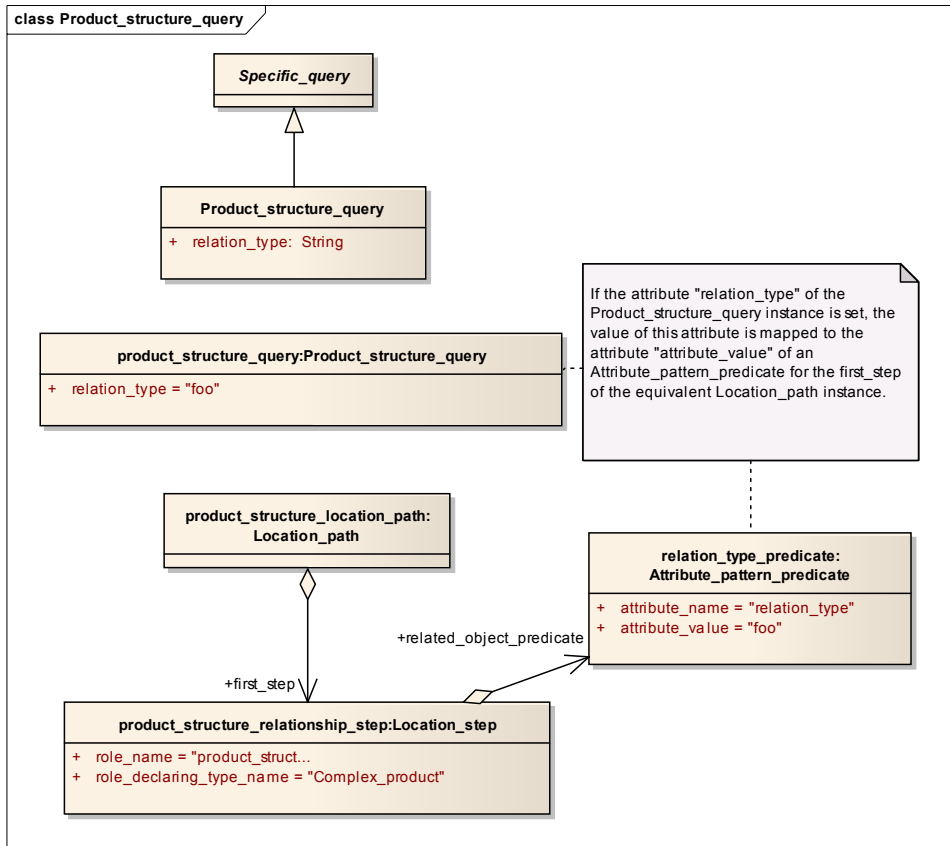 class Product_structure_query
Specific_query
Product_structure_query
+ relation_type: String
If the attribute "relation_type" of the
Product_structure_query instance is set, the
value of this attribute is mapped to the
attribute "attribute_value" of an
Attribute_pattern_predicate for the first_step
of the equivalent Location_path instance.
product_structure_query:Product_structure_query
+ relation_type = "foo"
product_structure_location_path:
Location_path
relation_type_predicate:
Attribute_pattern_predicate
+ attribute_name = "relation_type"
+ attribute_value = "foo"
+related_object_predicate
+first_step
product_structure_relationship_step:Location_step
+ role_name = "product_struct...
+ role_declaring_type_name = "Complex_product"